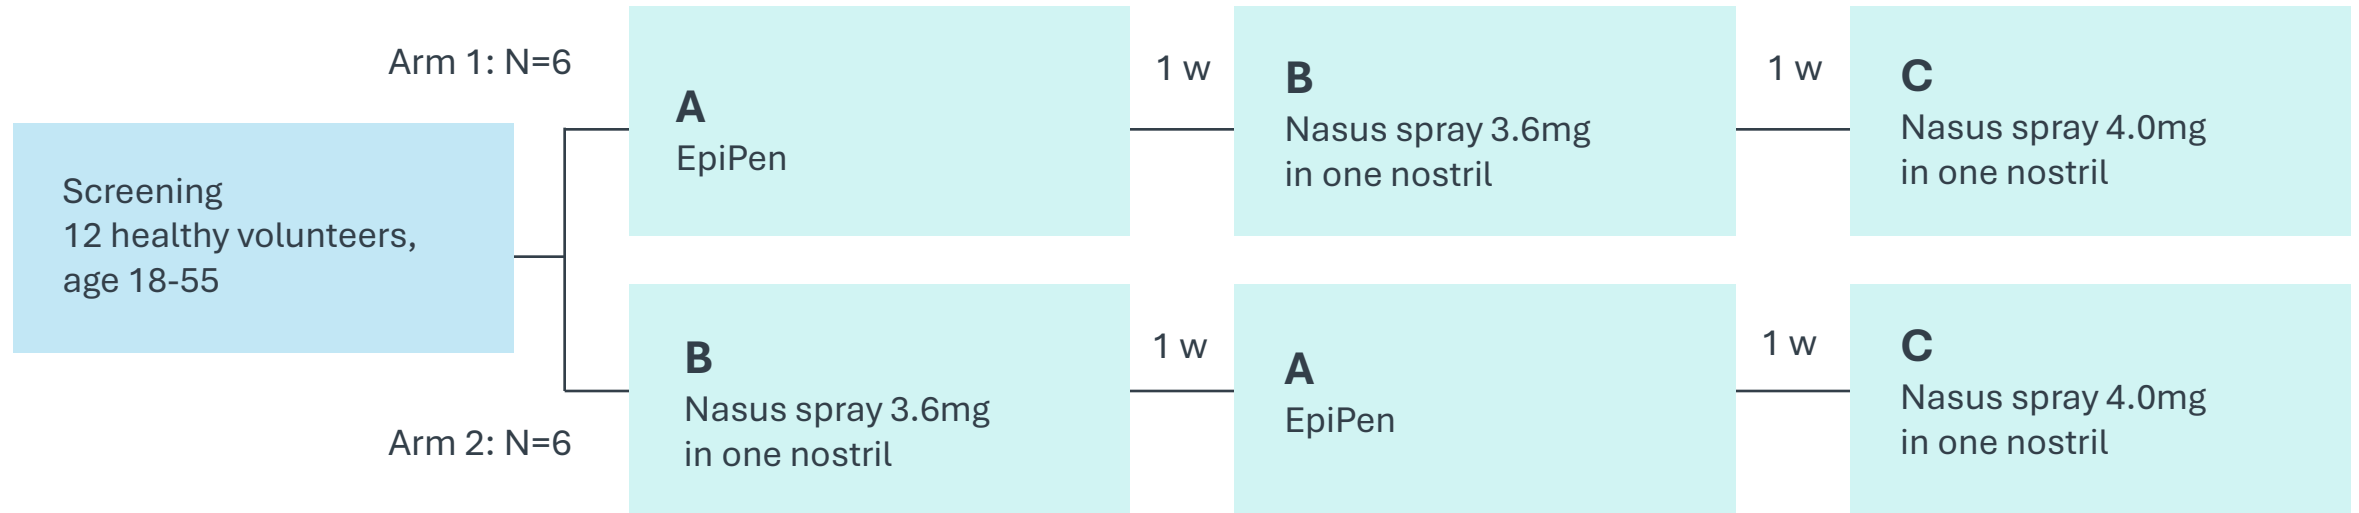 Arm 1: N=6
A
EpiPen
1 w
B
Nasus spray 3.6mg
in one nostril
1 w
C
Nasus spray 4.0mg
in one nostril
Screening
12 healthy volunteers,
age 18-55
Arm 2: N=6
B
Nasus spray 3.6mg
in one nostril
1 w
A
EpiPen
1 w
C
Nasus spray 4.0mg
in one nostril